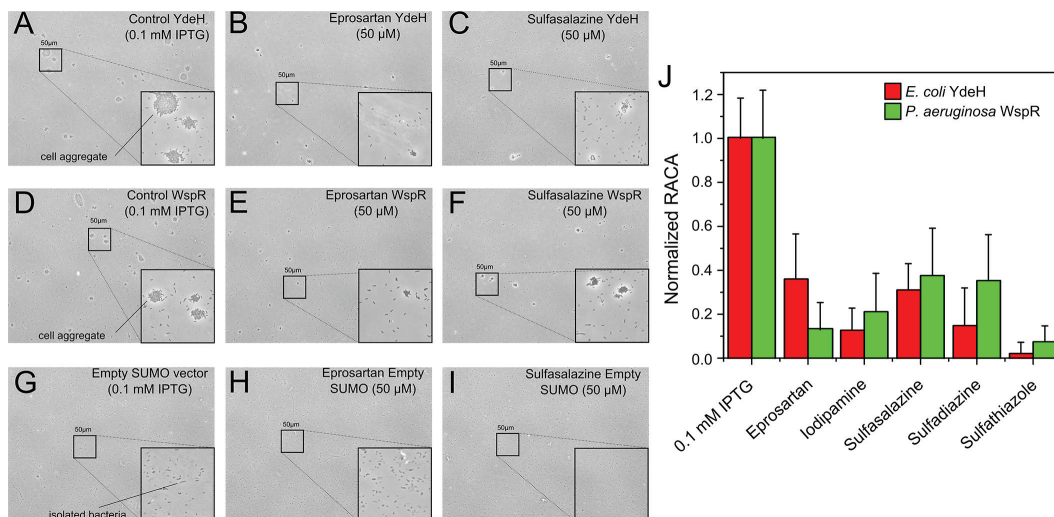 A
Control YdeH
(0.1 mM IPTG)
50μm
cell aggregate
B
Eprosartan YdeH
(50 μM)
50μm
C
Sulfasalazine YdeH
(50 μM)
50μm
D
Control WspR
(0.1 mM IPTG)
50μm
cell aggregate
E
Eprosartan WspR
(50 μM)
50μm
F
Sulfasalazine WspR
(50 μM)
50μm
G
Empty SUMO vector
(0.1 mM IPTG)
50μm
isolated bacteria
H
Eprosartan Empty
SUMO (50 μM)
50μm
I
Sulfasalazine Empty
SUMO (50 μM)
50μm
J
E. coli YdeH
P. aeruginosa WspR
Normalized RACA
1.2
1.0
0.8
0.6
0.4
0.2
0.0
0.1 mM IPTG
Eprosartan
Iodipamine
Sulfasalazine
Sulfadiazine
Sulfathiazole